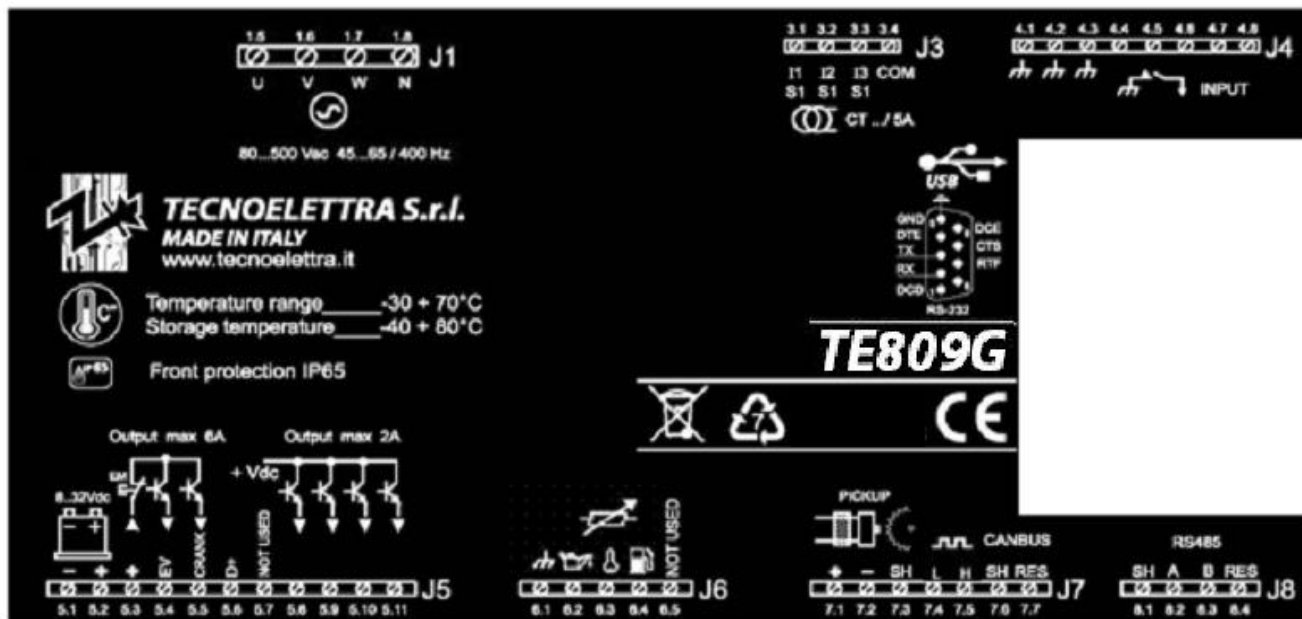 1.5 1.6 1.7 1.8
J1
U V W N
80...500 Vac 45...65 / 400 Hz
3.1 3.2 3.3 3.4
J3
I1 I2 I3 COM
S1 S1 S1
CT ../ 5A
4.1 4.2 4.3 4.4 4.5 4.6 4.7 4.8
J4
INPUT
TECNOELETTRA S.r.l.
MADE IN ITALY
www.tecnoelettra.it
C°
Temperature range_____-30 + 70°C
Storage temperature_____-40 + 80°C
Front protection IP65
USB
GND
DTE
TX
RX
DCD
DCE
CTS
RTF
5
1
RS-232
TE809G
7
CE
Output max 6A
Output max 2A
+ Vdc
8..32Vdc
- +
- + + EV CRANK D+ NOT USED
J5
5.1 5.2 5.3 5.4 5.5 5.6 5.7 5.8 5.9 5.10 5.11
NOT USED
J6
6.1 6.2 6.3 6.4 6.5
PICKUP
CANBUS
+ - SH L H SH RES
J7
7.1 7.2 7.3 7.4 7.5 7.6 7.7
RS485
SH A B RES
J8
8.1 8.2 8.3 8.4